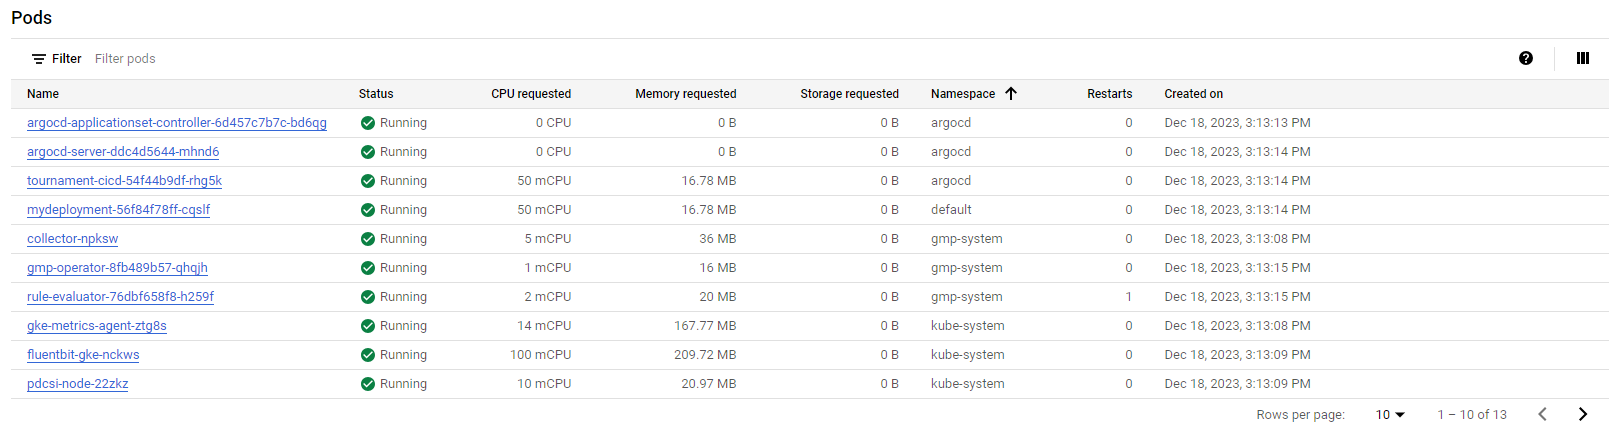 Pods
Filter Filter pods
Name Status CPU requested Memory requested Storage requested Namespace Restarts Created on
argocd-applicationset-controller-6d457c7b7c-bd6qg Running 0 CPU 0 B 0 B argocd 0 Dec 18, 2023, 3:13:13 PM
argocd-server-ddc4d5644-mhnd6 Running 0 CPU 0 B 0 B argocd 0 Dec 18, 2023, 3:13:14 PM
tournament-cicd-54f44b9df-rhg5k Running 50 mCPU 16.78 MB 0 B argocd 0 Dec 18, 2023, 3:13:14 PM
mydeployment-56f84f78ff-cqslf Running 50 mCPU 16.78 MB 0 B default 0 Dec 18, 2023, 3:13:14 PM
collector-npksw Running 5 mCPU 36 MB 0 B gmp-system 0 Dec 18, 2023, 3:13:08 PM
gmp-operator-8fb489b57-qhqjh Running 1 mCPU 16 MB 0 B gmp-system 0 Dec 18, 2023, 3:13:15 PM
rule-evaluator-76dbf658f8-h259f Running 2 mCPU 20 MB 0 B gmp-system 1 Dec 18, 2023, 3:13:15 PM
gke-metrics-agent-ztg8s Running 14 mCPU 167.77 MB 0 B kube-system 0 Dec 18, 2023, 3:13:08 PM
fluentbit-gke-nckws Running 100 mCPU 209.72 MB 0 B kube-system 0 Dec 18, 2023, 3:13:09 PM
pdcsi-node-22zkz Running 10 mCPU 20.97 MB 0 B kube-system 0 Dec 18, 2023, 3:13:09 PM
Rows per page: 10 1 – 10 of 13